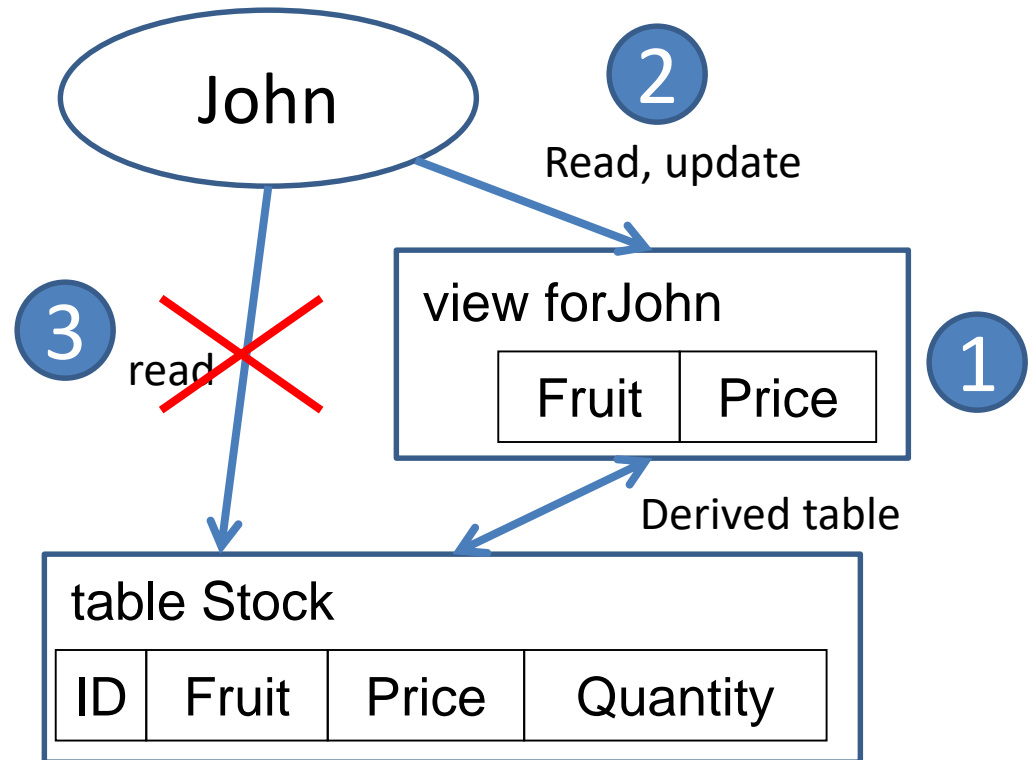 John
2
Read, update
3
read
view forJohn
Fruit Price
1
Derived table
table Stock
ID Fruit Price Quantity